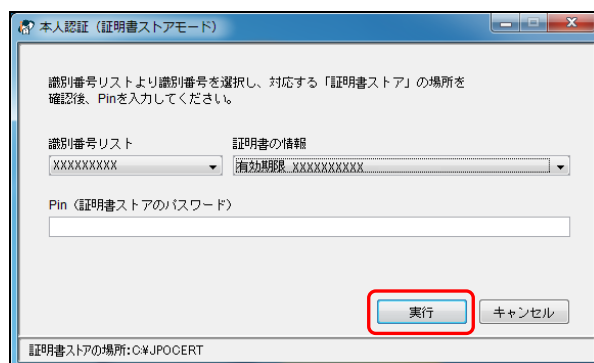 本人認証（証明書ストアモード）
識別番号リストより識別番号を選択し、対応する「証明書ストア」の場所を
確認後、Pinを入力してください。
識別番号リスト 証明書の情報
XXXXXXXXX 有効期限 XXXXXXXXXX
Pin（証明書ストアのパスワード）
実行 キャンセル
証明書ストアの場所:C:¥JPOCERT